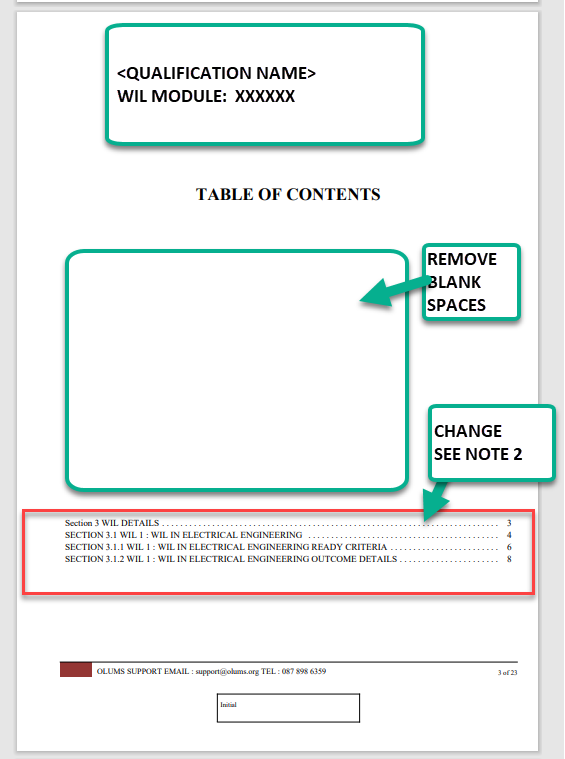 <QUALIFICATION NAME>
WIL MODULE:  XXXXXX
TABLE OF CONTENTS
REMOVE
BLANK
SPACES
CHANGE
SEE NOTE 2
Section 3 WIL DETAILS . . . . . . . . . . . . . . . . . . . . . . . . . . . . . . . . . . . . . . . . 3
SECTION 3.1 WIL 1 : WIL IN ELECTRICAL ENGINEERING . . . . . . . . . . . . . . . . . . . . 4
SECTION 3.1.1 WIL 1 : WIL IN ELECTRICAL ENGINEERING READY CRITERIA . . . . . . . . . . 6
SECTION 3.1.2 WIL 1 : WIL IN ELECTRICAL ENGINEERING OUTCOME DETAILS . . . . . . . . . . 8
OLUMS SUPPORT EMAIL : support@olums.org TEL : 087 898 6359
3 of 23
Initial